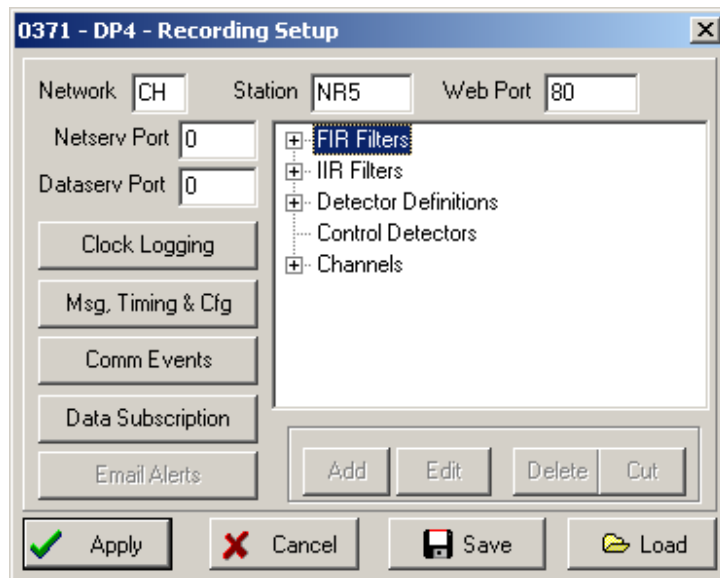 0371 - DP4 - Recording Setup
Network CH Station NR5 Web Port 80
Netserv Port 0
Dataserv Port 0
FIR Filters
IIR Filters
Detector Definitions
Control Detectors
Channels
Clock Logging
Msg, Timing & Cfg
Comm Events
Data Subscription
Email Alerts
Add Edit Delete Cut
Apply Cancel Save Load